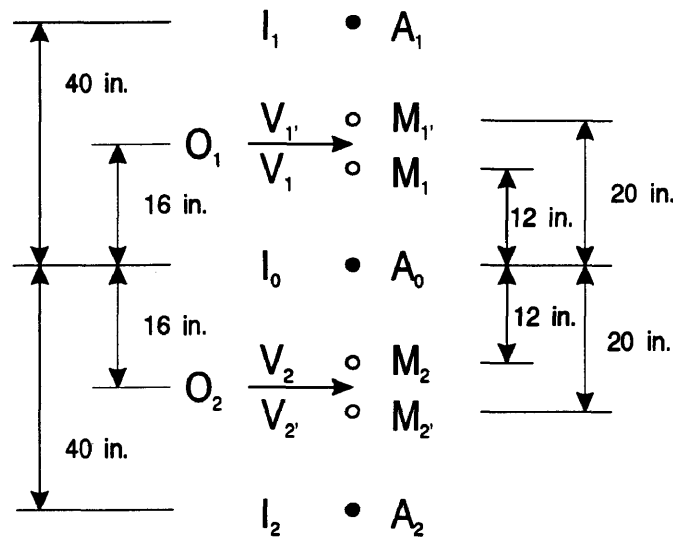 I₁ A₁
40 in.
V₁' M₁'
O₁
V₁ M₁
16 in. 12 in. 20 in.
I₀ A₀
16 in. 12 in. 20 in.
V₂ M₂
O₂
V₂' M₂'
40 in.
I₂ A₂